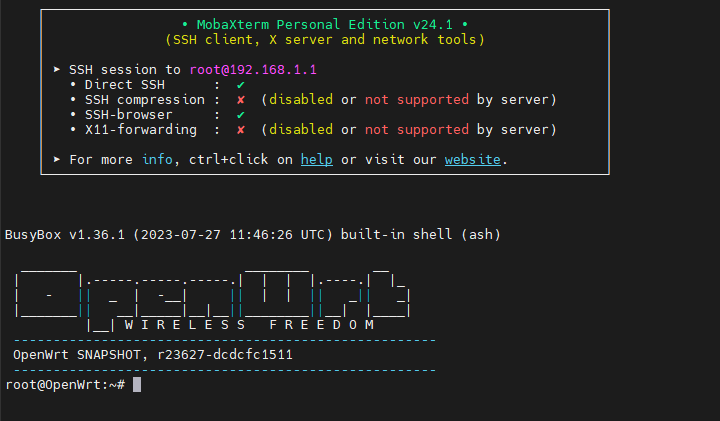 • MobaXterm Personal Edition v24.1 •
(SSH client, X server and network tools)
➤ SSH session to root@192.168.1.1
• Direct SSH : ✔
• SSH compression : ✘ (disabled or not supported by server)
• SSH-browser : ✔
• X11-forwarding : ✘ (disabled or not supported by server)
➤ For more info, ctrl+click on help or visit our website.
BusyBox v1.36.1 (2023-07-27 11:46:26 UTC) built-in shell (ash)
OpenWrt
W I R E L E S S F R E E D O M
-----------------------------------------------------
OpenWrt SNAPSHOT, r23627-dcdcfc1511
-----------------------------------------------------
root@OpenWrt:~#